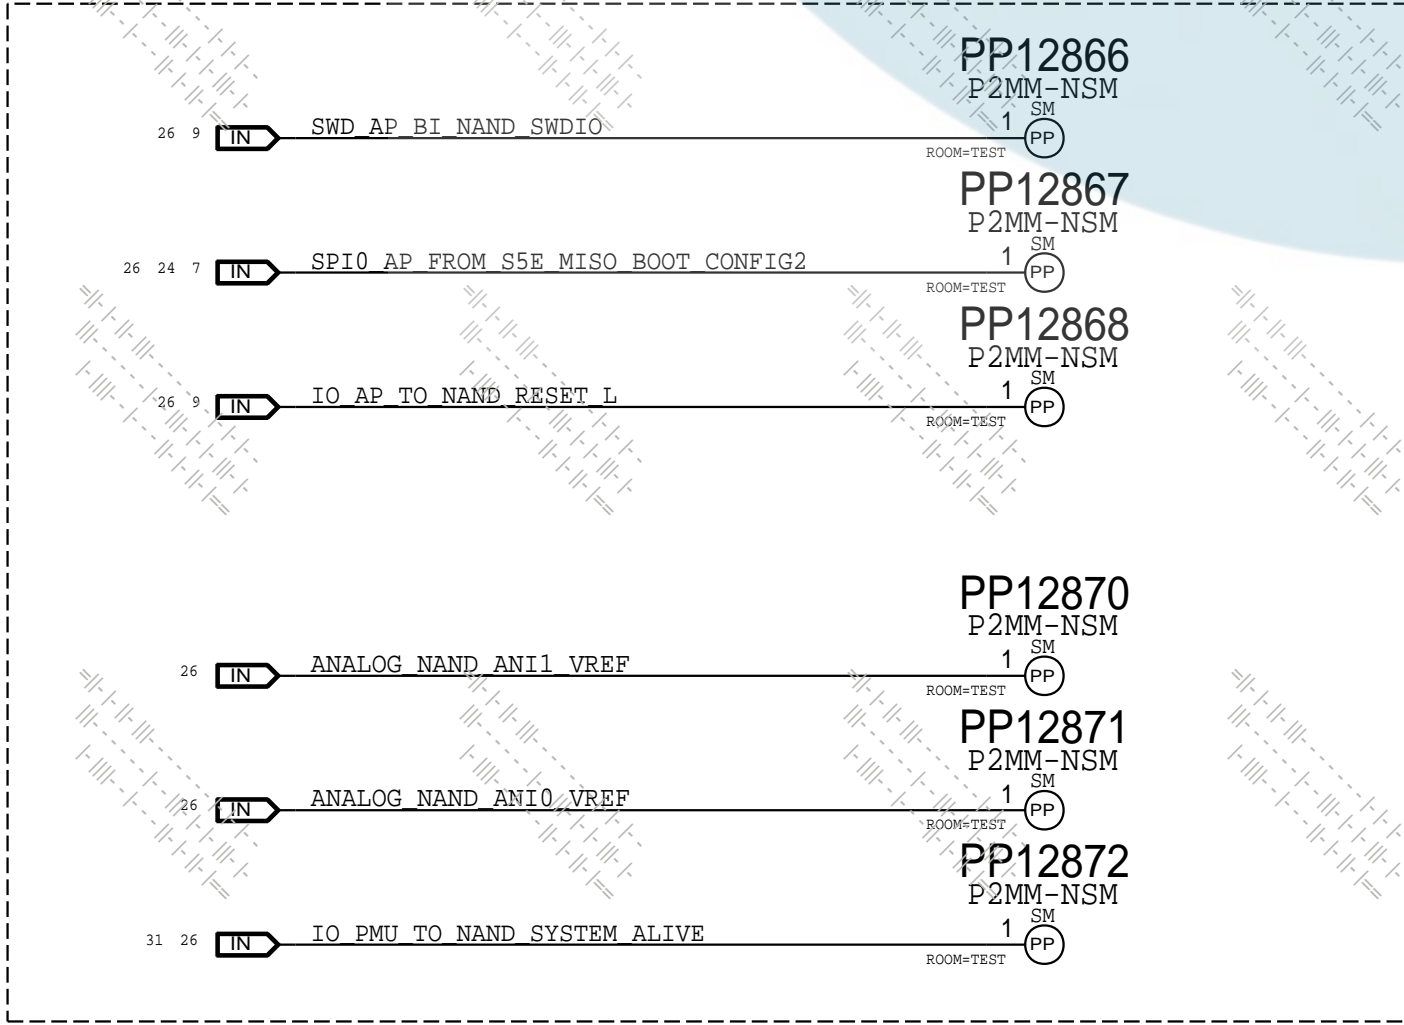 PP12866
P2MM-NSM
SM
26 9 IN SWD_AP_BI_NAND_SWDIO 1 PP
ROOM=TEST
PP12867
P2MM-NSM
SM
26 24 7 IN SPI0_AP_FROM_S5E_MISO_BOOT_CONFIG2 1 PP
ROOM=TEST
PP12868
P2MM-NSM
SM
26 9 IN IO_AP_TO_NAND_RESET_L 1 PP
ROOM=TEST
PP12870
P2MM-NSM
SM
26 IN ANALOG_NAND_ANI1_VREF 1 PP
ROOM=TEST
PP12871
P2MM-NSM
SM
26 IN ANALOG_NAND_ANI0_VREF 1 PP
ROOM=TEST
PP12872
P2MM-NSM
SM
31 26 IN IO_PMU_TO_NAND_SYSTEM_ALIVE 1 PP
ROOM=TEST